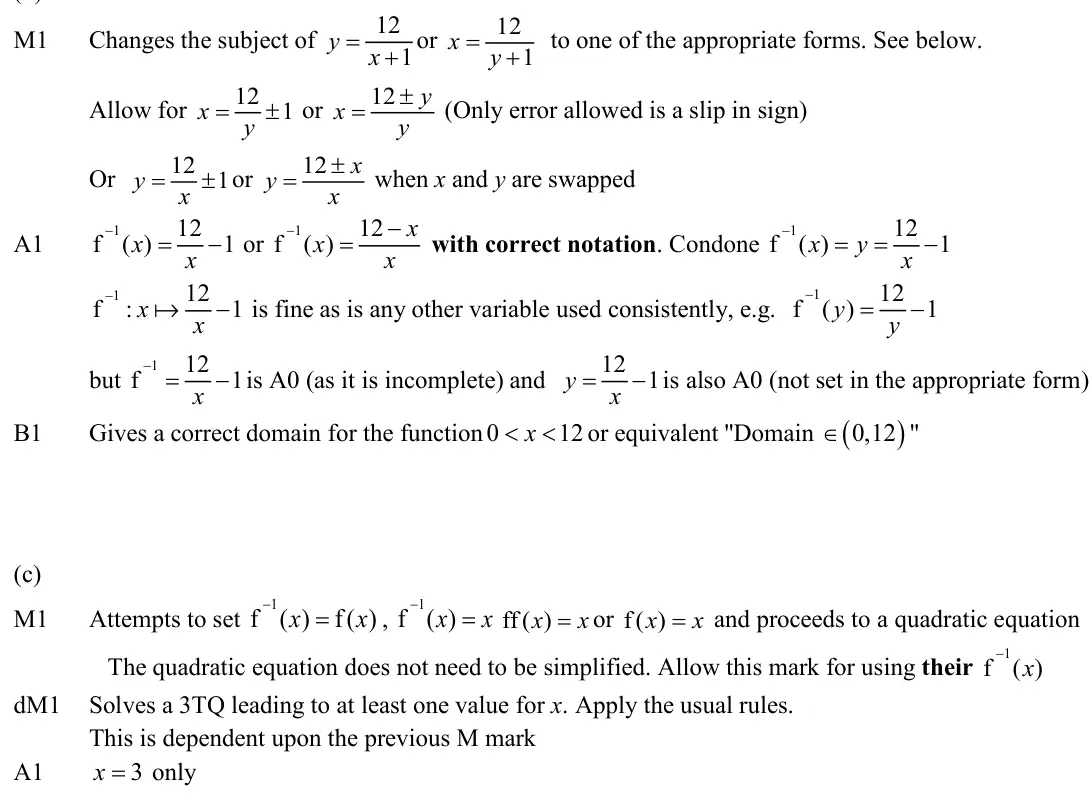 M1 Changes the subject of y = 12/(x+1) or x = 12/(y+1) to one of the appropriate forms. See below.
Allow for x = 12/y ± 1 or x = (12 ± y)/y (Only error allowed is a slip in sign)
Or y = 12/x ± 1 or y = (12 ± x)/x when x and y are swapped
A1 f⁻¹(x) = 12/x − 1 or f⁻¹(x) = (12 − x)/x with correct notation. Condone f⁻¹(x) = y = 12/x − 1
f⁻¹ : x ↦ 12/x − 1 is fine as is any other variable used consistently, e.g. f⁻¹(y) = 12/y − 1
but f⁻¹ = 12/x − 1 is A0 (as it is incomplete) and y = 12/x − 1 is also A0 (not set in the appropriate form)
B1 Gives a correct domain for the function 0 < x < 12 or equivalent "Domain ∈ (0,12) "
(c)
M1 Attempts to set f⁻¹(x) = f(x) , f⁻¹(x) = x ff(x) = x or f(x) = x and proceeds to a quadratic equation
The quadratic equation does not need to be simplified. Allow this mark for using their f⁻¹(x)
dM1 Solves a 3TQ leading to at least one value for x. Apply the usual rules.
This is dependent upon the previous M mark
A1 x = 3 only